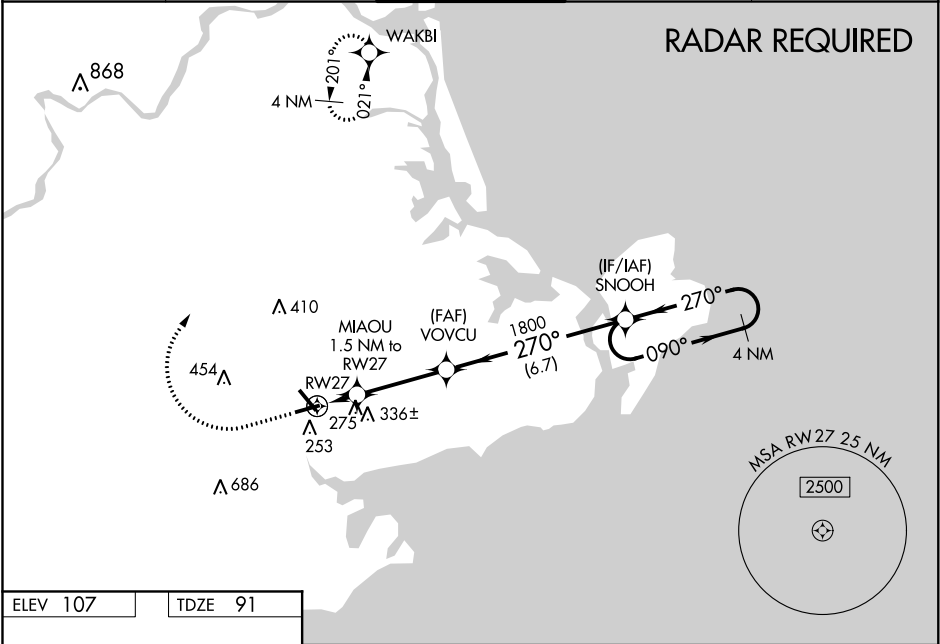 WAKBI
RADAR REQUIRED
868
201°
021°
4 NM
(IF/IAF)
SNOOH
270°
090°
4 NM
410
(FAF)
VOVCU
1800
270°
(6.7)
MIAOU
1.5 NM to
RW27
454
RW27
275
336±
253
686
MSA RW27 25 NM
2500
ELEV 107
TDZE 91